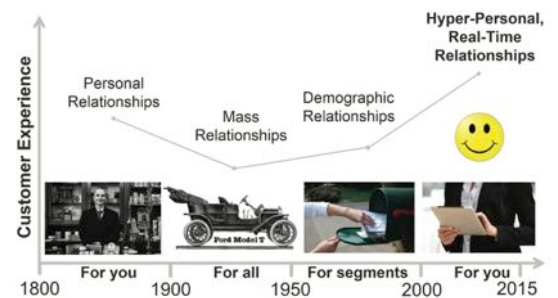 Hyper-Personal,
Real-Time
Relationships
Personal
Relationships
Mass
Relationships
Demographic
Relationships
Customer Experience
Ford Model T
For you
For all
For segments
For you
1800
1900
1950
2000
2015